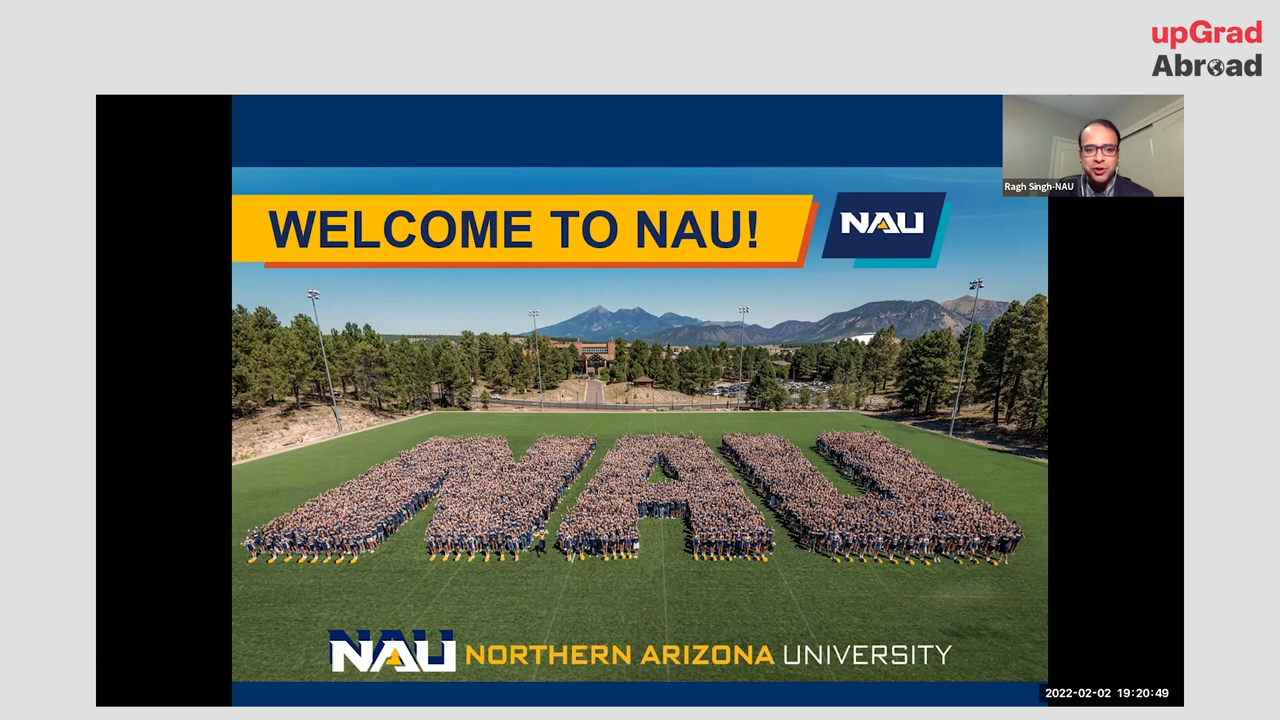 upGrad
Abroad
Ragh Singh-NAU
WELCOME TO NAU!
NAU
NAU
NAU
NORTHERN ARIZONA UNIVERSITY
2022-02-02 19:20:49